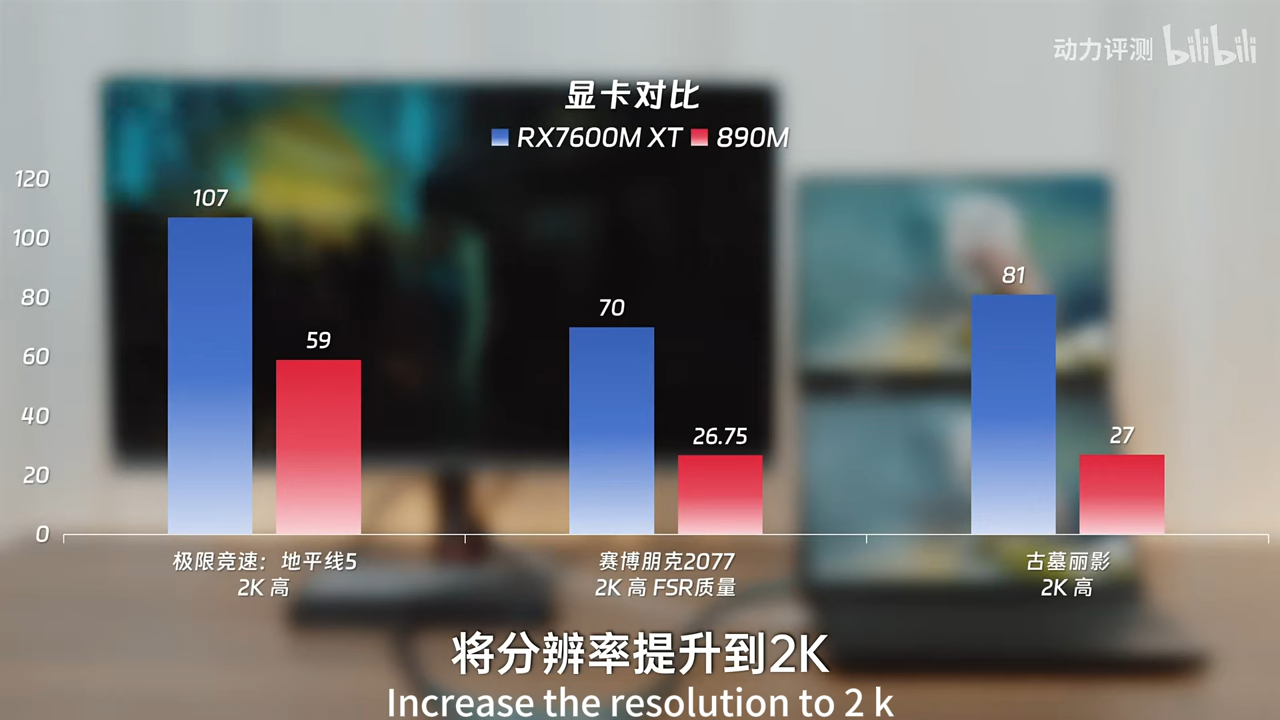 动力评测 bilibili
显卡对比
RX7600M XT 890M
120
100
80
60
40
20
0
107
59
70
26.75
81
27
极限竞速：地平线5
2K 高
赛博朋克2077
2K 高 FSR质量
古墓丽影
2K 高
将分辨率提升到2K
Increase the resolution to 2 k